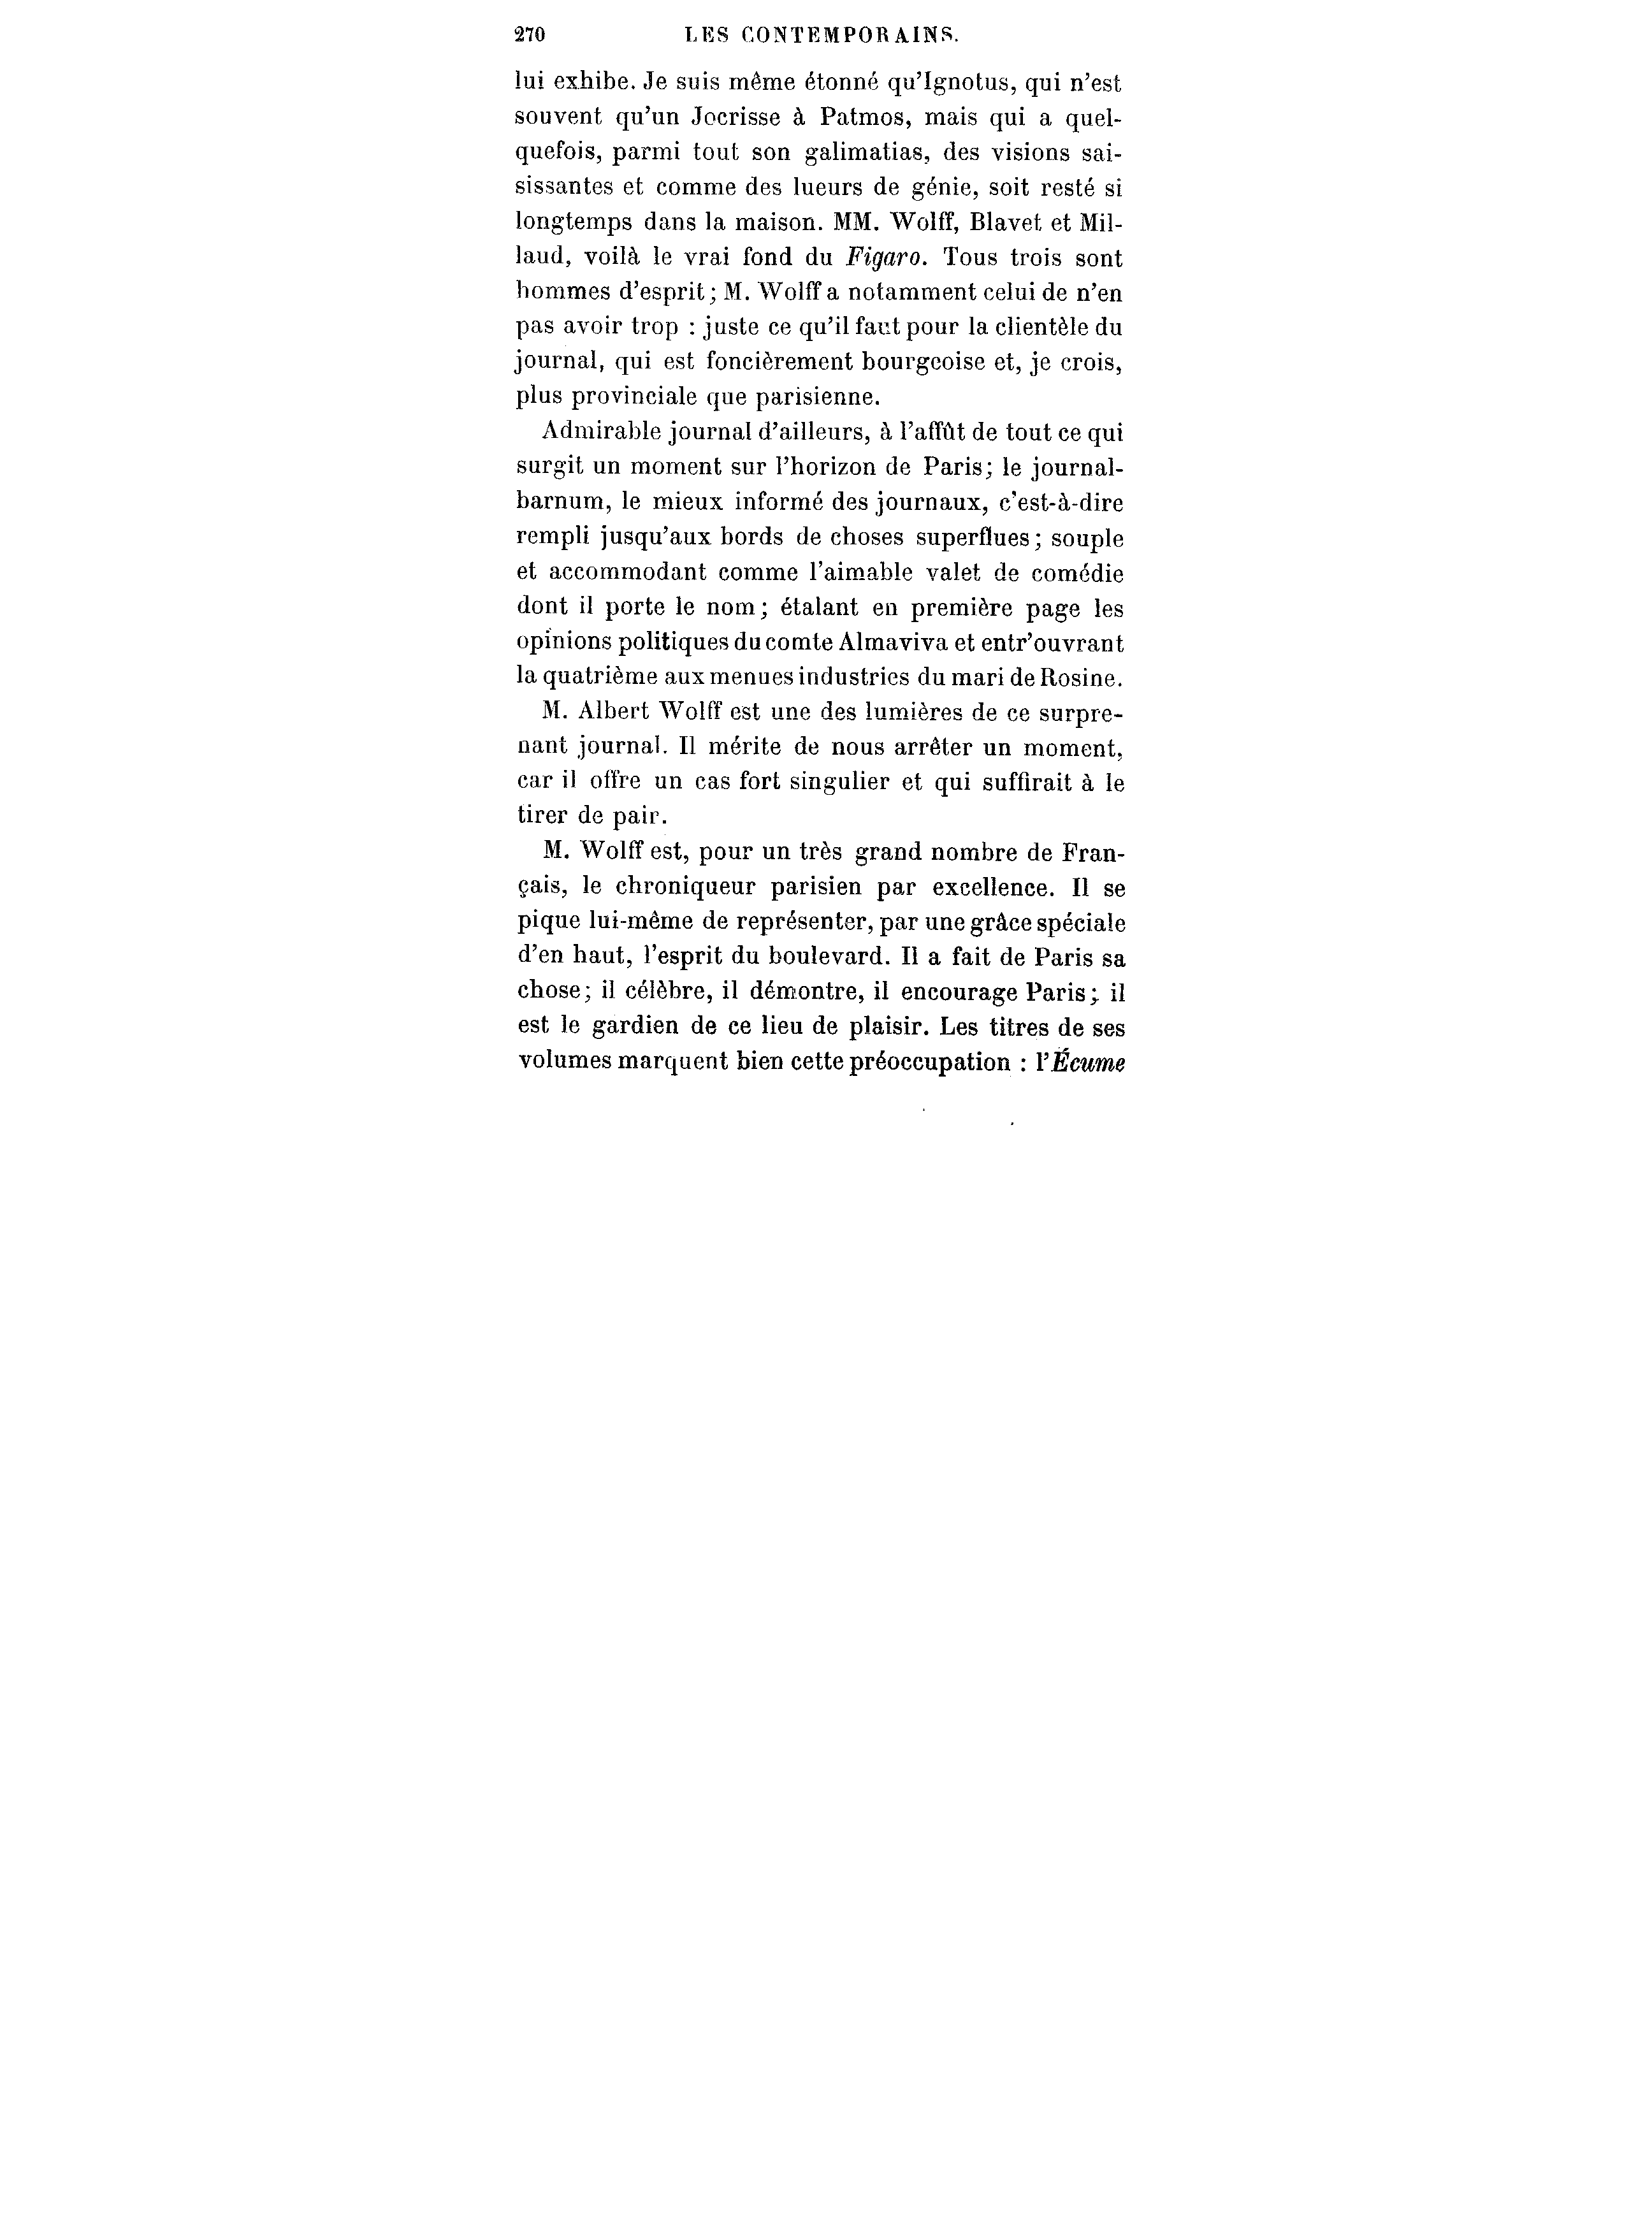 270 LES CONTEMPORAINS.
lui exhibe. Je suis même étonné qu'Ignotus, qui n'est
souvent qu'un Jocrisse à Patmos, mais qui a quel-
quefois, parmi tout son galimatias, des visions sai-
sissantes et comme des lueurs de génie, soit resté si
longtemps dans la maison. MM. Wolff, Blavet et Mil-
laud, voilà le vrai fond du Figaro. Tous trois sont
hommes d'esprit; M. Wolff a notamment celui de n'en
pas avoir trop : juste ce qu'il faut pour la clientèle du
journal, qui est foncièrement bourgeoise et, je crois,
plus provinciale que parisienne.
Admirable journal d'ailleurs, à l'affût de tout ce qui
surgit un moment sur l'horizon de Paris; le journal-
barnum, le mieux informé des journaux, c'est-à-dire
rempli jusqu'aux bords de choses superflues; souple
et accommodant comme l'aimable valet de comédie
dont il porte le nom; étalant en première page les
opinions politiques du comte Almaviva et entr'ouvrant
la quatrième aux menues industries du mari de Rosine.
M. Albert Wolff est une des lumières de ce surpre-
nant journal. Il mérite de nous arrêter un moment,
car il offre un cas fort singulier et qui suffirait à le
tirer de pair.
M. Wolff est, pour un très grand nombre de Fran-
çais, le chroniqueur parisien par excellence. Il se
pique lui-même de représenter, par une grâce spéciale
d'en haut, l'esprit du boulevard. Il a fait de Paris sa
chose; il célèbre, il démontre, il encourage Paris; il
est le gardien de ce lieu de plaisir. Les titres de ses
volumes marquent bien cette préoccupation : l'Écume